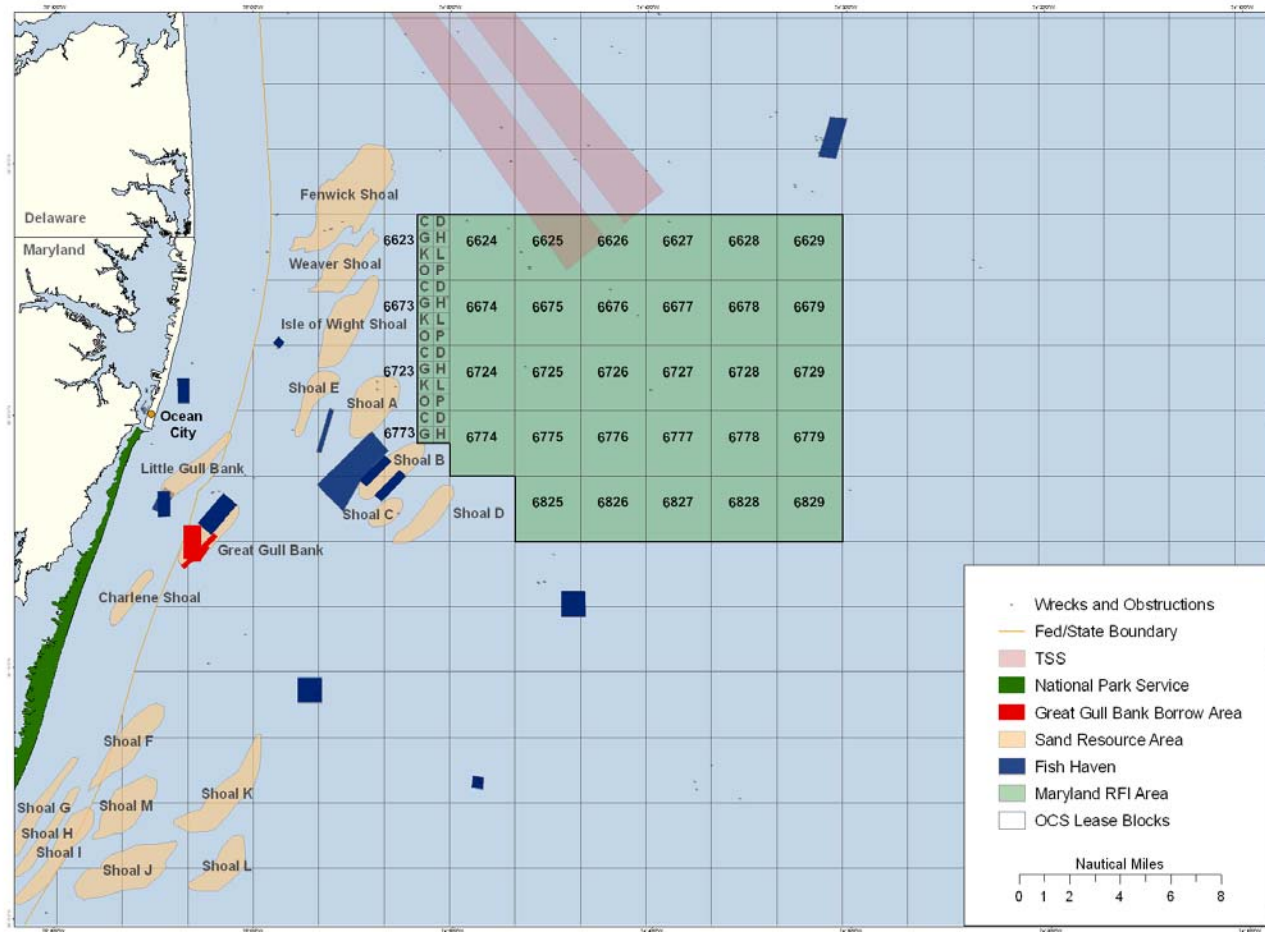 Fenwick Shoal
Delaware
Maryland
Weaver Shoal
Isle of Wight Shoal
Shoal E
Shoal A
Ocean
City
Little Gull Bank
Shoal B
Shoal C
Shoal D
Great Gull Bank
Charlene Shoal
Shoal F
Shoal G
Shoal M
Shoal K
Shoal H
Shoal I
Shoal J
Shoal L
C D
6623 G H 6624 6625 6626 6627 6628 6629
K L
O P
C D
6673 G H 6674 6675 6676 6677 6678 6679
K L
O P
C D
6723 G H 6724 6725 6726 6727 6728 6729
K L
O P
C D
6773 G H 6774 6775 6776 6777 6778 6779
6825 6826 6827 6828 6829
Wrecks and Obstructions
Fed/State Boundary
TSS
National Park Service
Great Gull Bank Borrow Area
Sand Resource Area
Fish Haven
Maryland RFI Area
OCS Lease Blocks
Nautical Miles
0 1 2 4 6 8